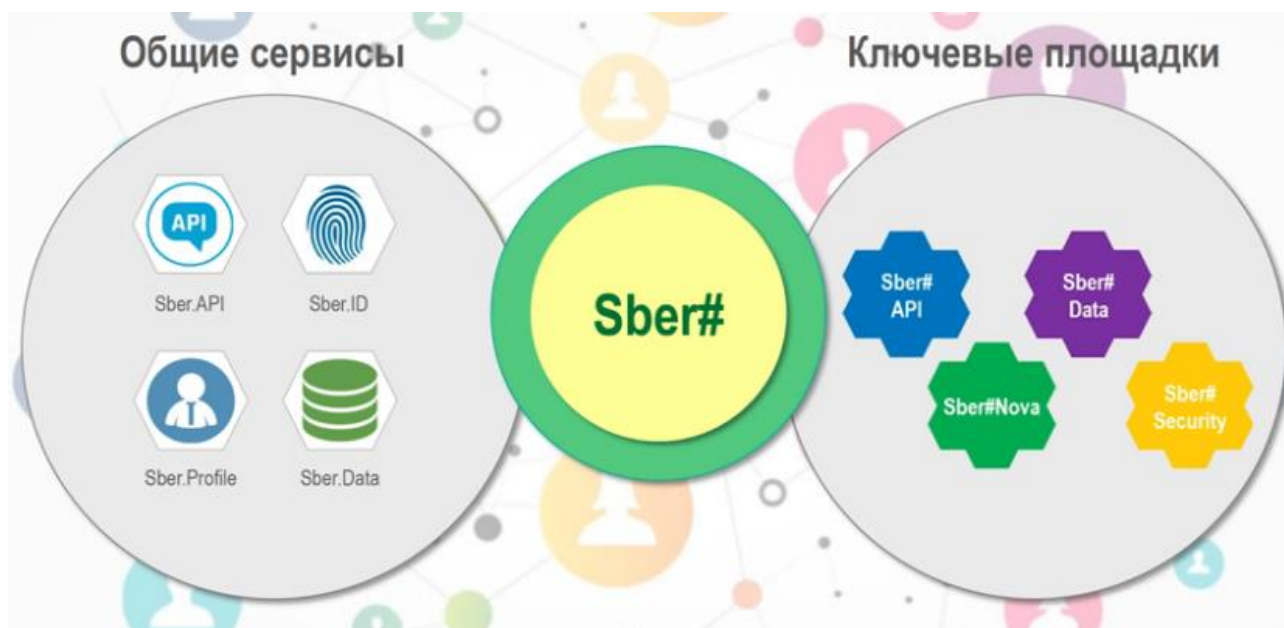 Общие сервисы
Ключевые площадки
API
Sber.API
Sber.ID
Sber.Profile
Sber.Data
Sber#
Sber#
API
Sber#
Data
Sber#Nova
Sber#
Security